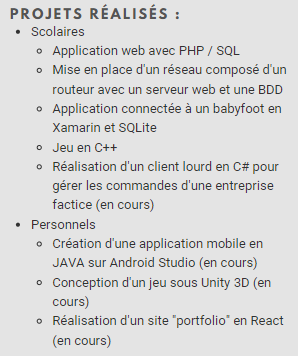 PROJETS RÉALISÉS :
• Scolaires
○ Application web avec PHP / SQL
○ Mise en place d'un réseau composé d'un
routeur avec un serveur web et une BDD
○ Application connectée à un babyfoot en
Xamarin et SQLite
○ Jeu en C++
○ Réalisation d'un client lourd en C# pour
gérer les commandes d'une entreprise
factice (en cours)
• Personnels
○ Création d'une application mobile en
JAVA sur Android Studio (en cours)
○ Conception d'un jeu sous Unity 3D (en
cours)
○ Réalisation d'un site "portfolio" en React
(en cours)